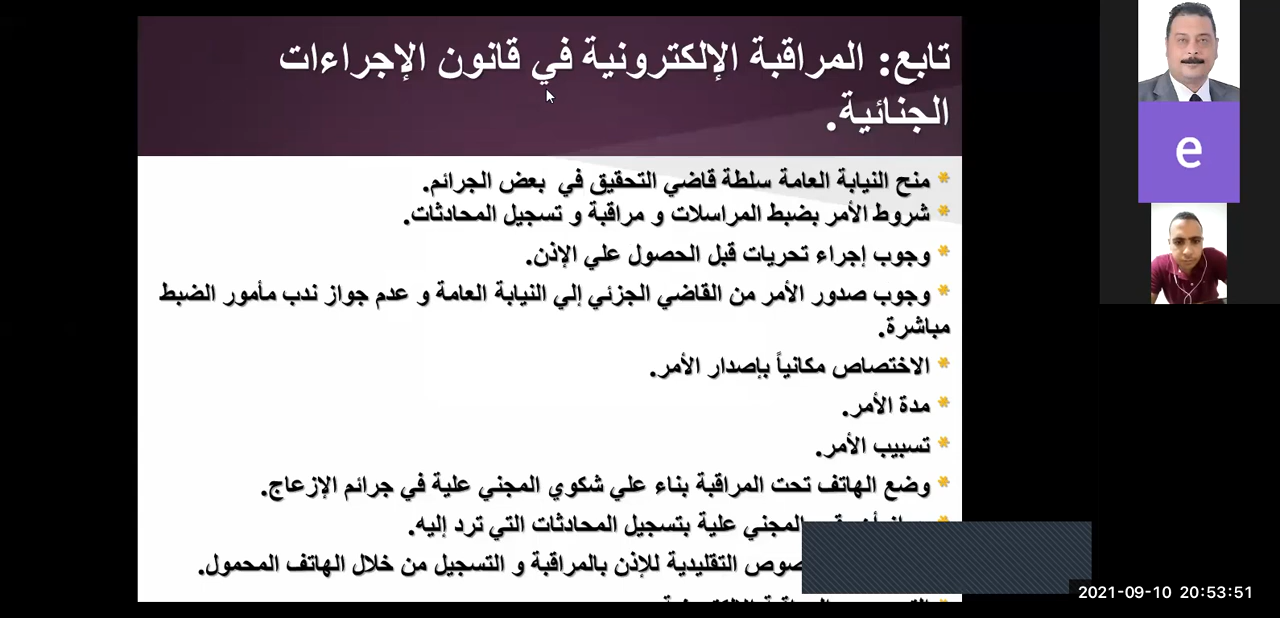 تابع: المراقبة الإلكترونية في قانون الإجراءات
الجنائية.
* منح النيابة العامة سلطة قاضي التحقيق في بعض الجرائم.
* شروط الأمر بضبط المراسلات و مراقبة و تسجيل المحادثات.
* وجوب إجراء تحريات قبل الحصول علي الإذن.
* وجوب صدور الأمر من القاضي الجزئي إلي النيابة العامة و عدم جواز ندب مأمور الضبط
مباشرة.
* الاختصاص مكانياً بإصدار الأمر.
* مدة الأمر.
* تسبيب الأمر.
* وضع الهاتف تحت المراقبة بناء علي شكوي المجني علية في جرائم الإزعاج.
المجني علية بتسجيل المحادثات التي ترد إليه.
التقليدية للإذن بالمراقبة و التسجيل من خلال الهاتف المحمول.
e
2021-09-10 20:53:51